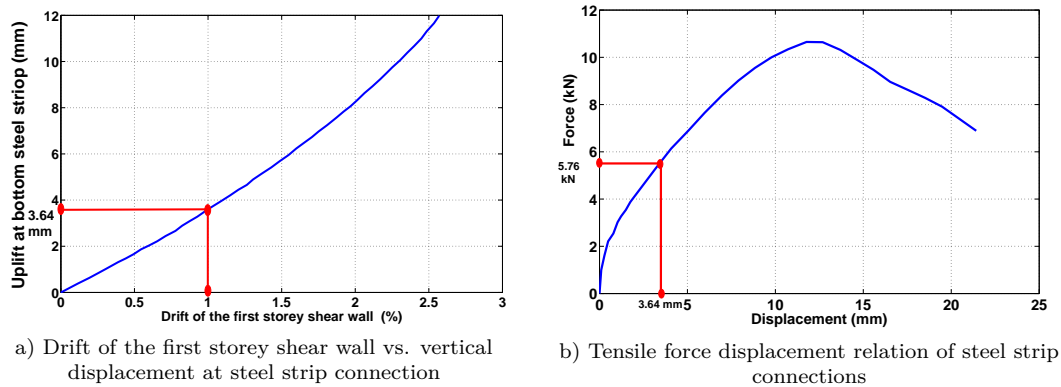 12
10
8
6
4
2
0
3.64
mm
Uplift at bottom steel striop (mm)
0
0.5
1
1.5
2
2.5
3
Drift of the first storey shear wall (%)
a) Drift of the first storey shear wall vs. vertical
displacement at steel strip connection
12
10
8
6
4
2
0
5.76
kN
Force (kN)
0
3.64 mm
5
10
15
20
25
Displacement (mm)
b) Tensile force displacement relation of steel strip
connections